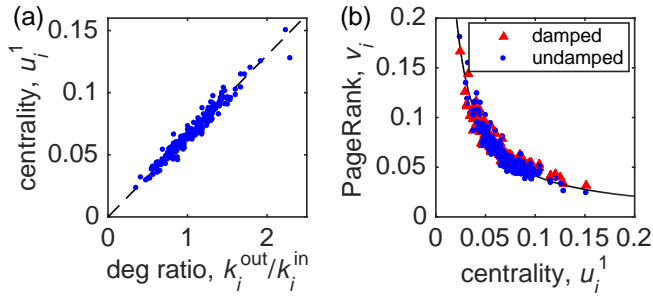 (a)
centrality, u_i^1
0.15
0.1
0.05
0
0
1
2
deg ratio, k_i^out/k_i^in
(b)
PageRank, v_i
0.2
0.15
0.1
0.05
0
0
0.05
0.1
0.15
0.2
centrality, u_i^1
damped
undamped